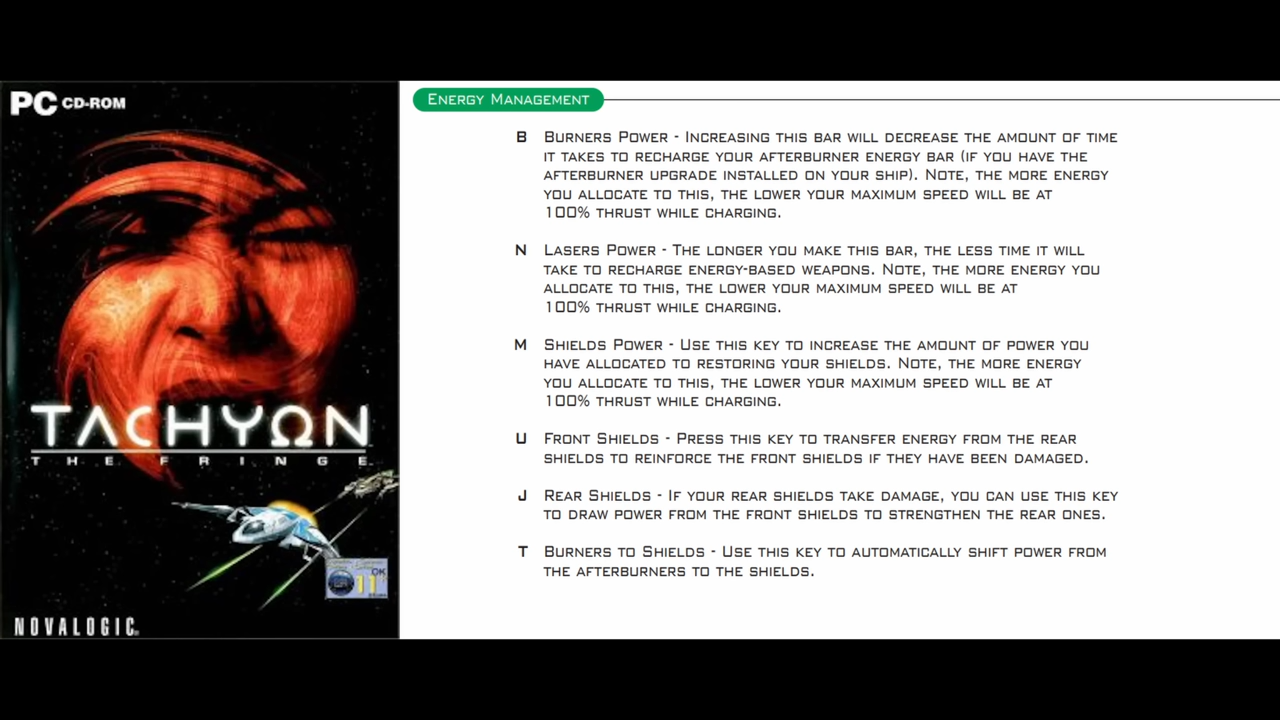 PC CD-ROM
TACHYΩN
THE FRINGE
OK
11+
NOVALOGIC
ENERGY MANAGEMENT
B BURNERS POWER - INCREASING THIS BAR WILL DECREASE THE AMOUNT OF TIME
IT TAKES TO RECHARGE YOUR AFTERBURNER ENERGY BAR (IF YOU HAVE THE
AFTERBURNER UPGRADE INSTALLED ON YOUR SHIP). NOTE, THE MORE ENERGY
YOU ALLOCATE TO THIS, THE LOWER YOUR MAXIMUM SPEED WILL BE AT
100% THRUST WHILE CHARGING.
N LASERS POWER - THE LONGER YOU MAKE THIS BAR, THE LESS TIME IT WILL
TAKE TO RECHARGE ENERGY-BASED WEAPONS. NOTE, THE MORE ENERGY YOU
ALLOCATE TO THIS, THE LOWER YOUR MAXIMUM SPEED WILL BE AT
100% THRUST WHILE CHARGING.
M SHIELDS POWER - USE THIS KEY TO INCREASE THE AMOUNT OF POWER YOU
HAVE ALLOCATED TO RESTORING YOUR SHIELDS. NOTE, THE MORE ENERGY
YOU ALLOCATE TO THIS, THE LOWER YOUR MAXIMUM SPEED WILL BE AT
100% THRUST WHILE CHARGING.
U FRONT SHIELDS - PRESS THIS KEY TO TRANSFER ENERGY FROM THE REAR
SHIELDS TO REINFORCE THE FRONT SHIELDS IF THEY HAVE BEEN DAMAGED.
J REAR SHIELDS - IF YOUR REAR SHIELDS TAKE DAMAGE, YOU CAN USE THIS KEY
TO DRAW POWER FROM THE FRONT SHIELDS TO STRENGTHEN THE REAR ONES.
T BURNERS TO SHIELDS - USE THIS KEY TO AUTOMATICALLY SHIFT POWER FROM
THE AFTERBURNERS TO THE SHIELDS.